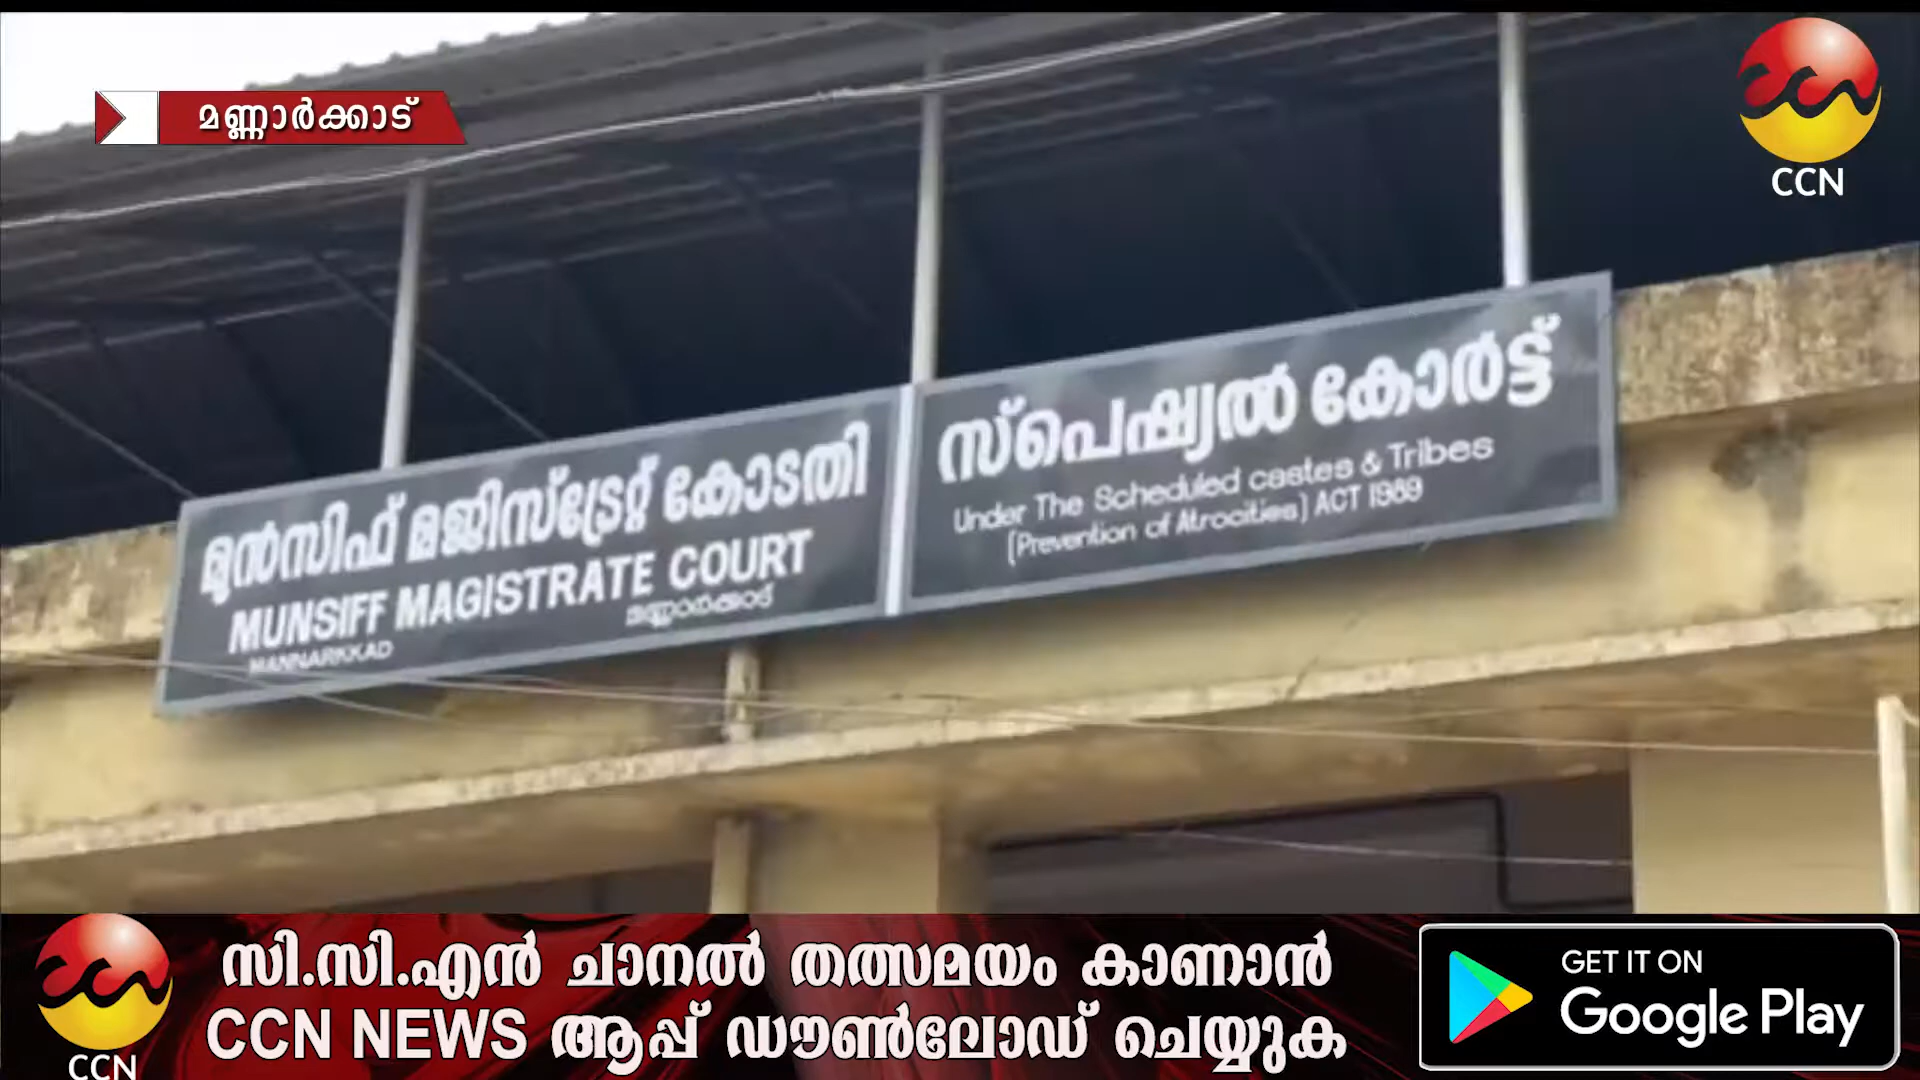 മണ്ണാർക്കാട്
CCN
മുൻസിഫ് മജിസ്ട്രേറ്റ് കോടതി
MUNSIFF MAGISTRATE COURT
MANNARKKAD
മണ്ണാർക്കാട്
സ്പെഷ്യൽ കോർട്ട്
Under The Scheduled castes & Tribes
(Prevention of Atrocities) ACT 1989
സി.സി.എൻ ചാനൽ തത്സമയം കാണാൻ
CCN NEWS ആപ്പ് ഡൗൺലോഡ് ചെയ്യുക
CCN
GET IT ON
Google Play